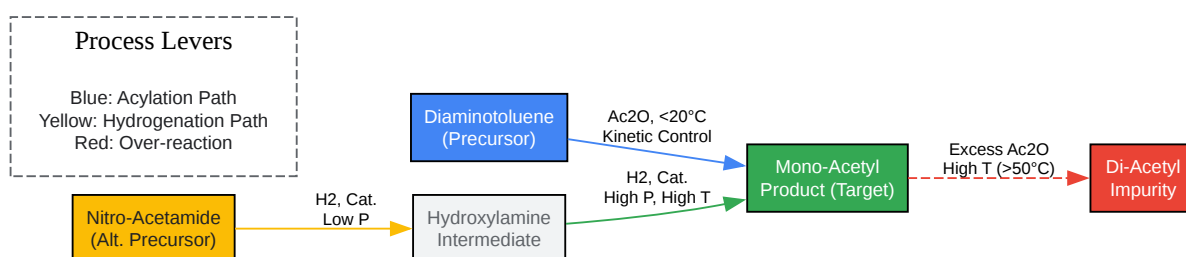 Process Levers
Blue: Acylation Path
Yellow: Hydrogenation Path
Red: Over-reaction
Diaminotoluene
(Precursor)
Ac2O, <20°C
Kinetic Control
Mono-Acetyl
Product (Target)
Excess Ac2O
High T (>50°C)
Di-Acetyl
Impurity
Nitro-Acetamide
(Alt. Precursor)
H2, Cat.
Low P
Hydroxylamine
Intermediate
H2, Cat.
High P, High T